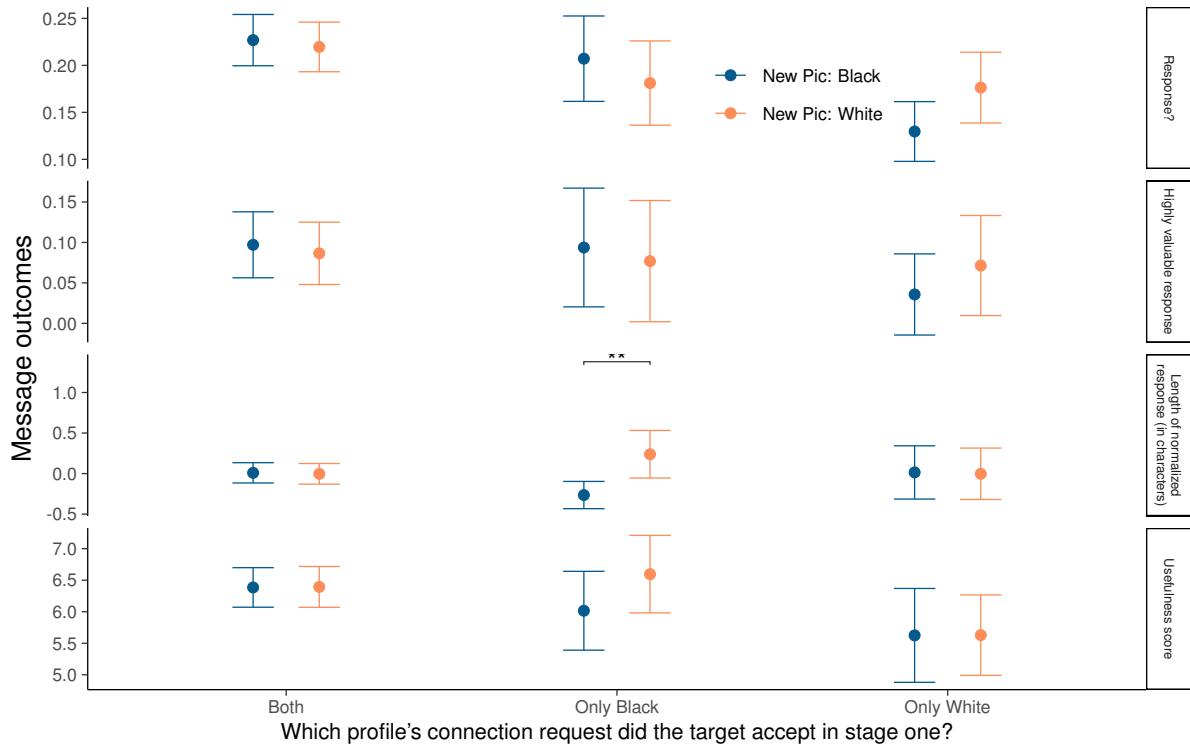 0.25
0.20
0.15
0.10
New Pic: Black
New Pic: White
Response?
0.15
0.10
0.05
0.00
Highly valuable response
**
1.0
0.5
0.0
-0.5
Length of normalized
response (in characters)
7.0
6.5
6.0
5.5
5.0
Usefulness score
Message outcomes
Both
Only Black
Only White
Which profile's connection request did the target accept in stage one?